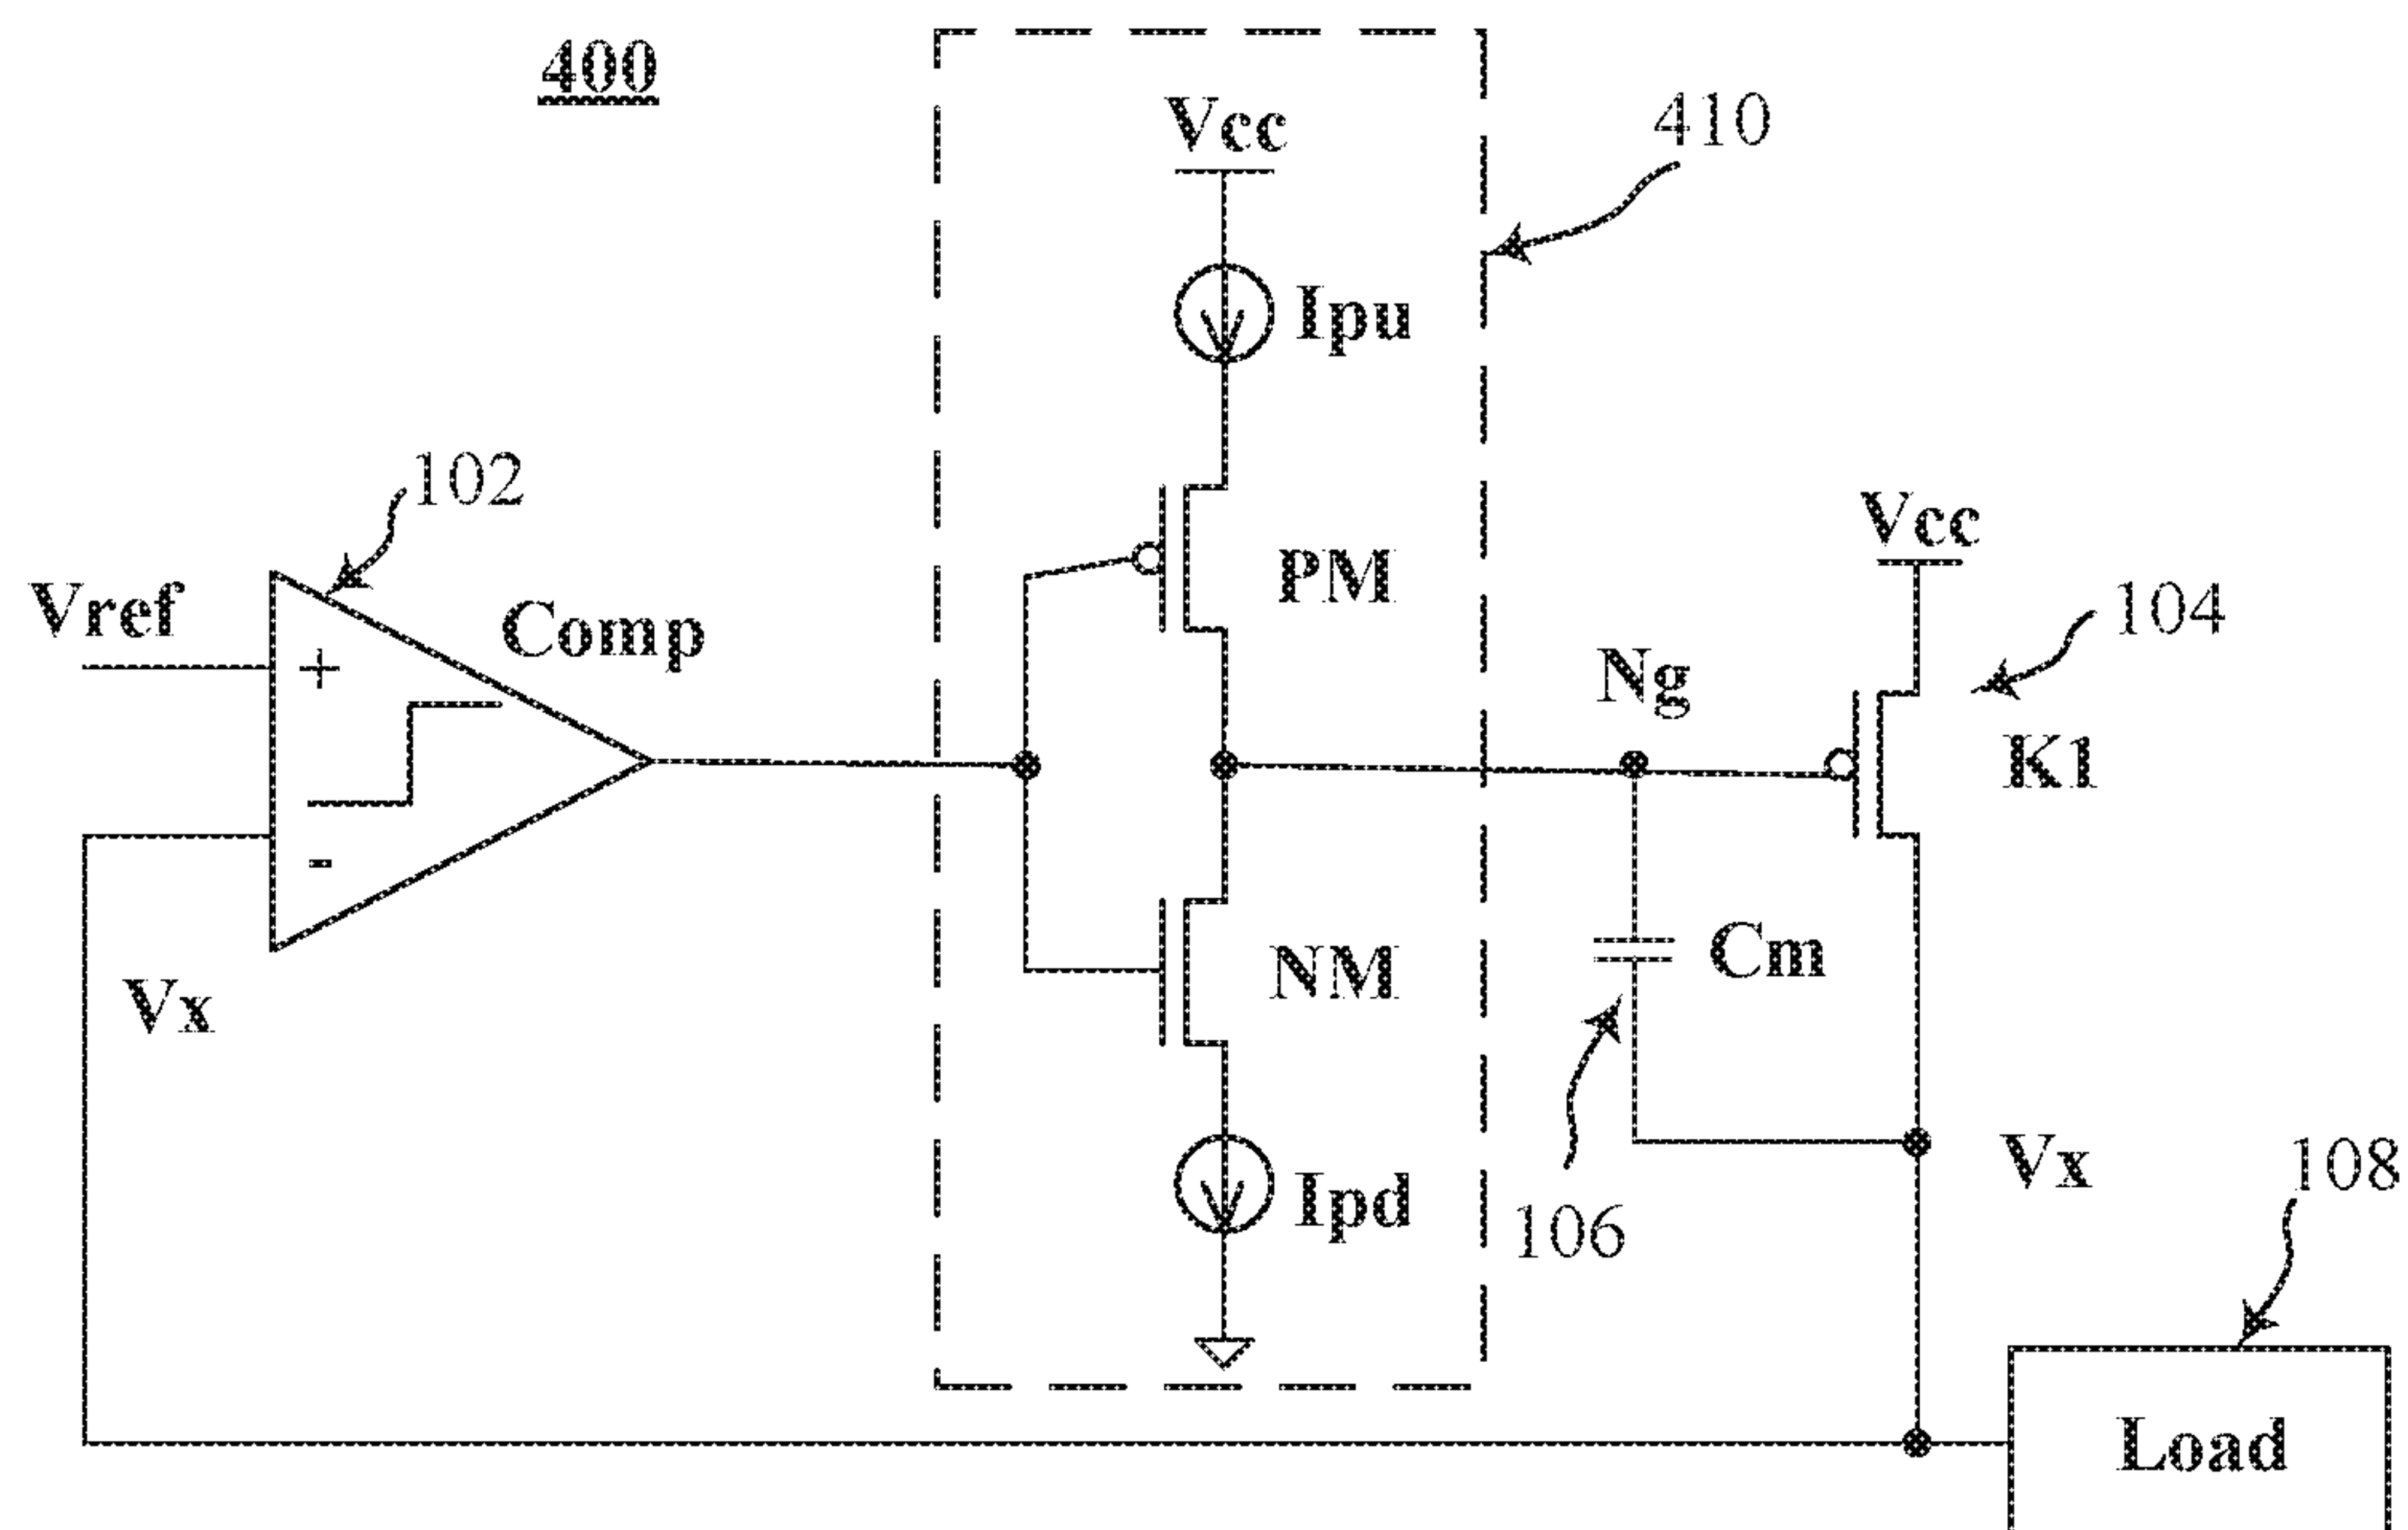 400
Vcc
410
Ipu
102
Vcc
Vref
Comp
PM
104
+
Ng
K1
-
NM
Cm
Vx
Vx
108
Ipd
106
Load